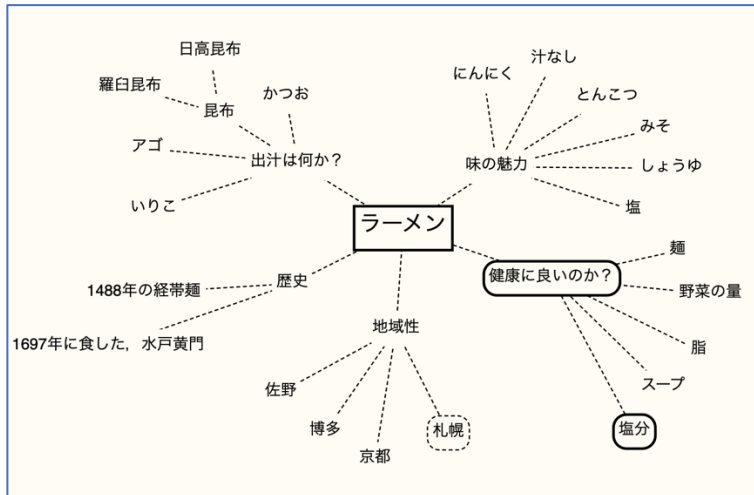 日高昆布
羅臼昆布
昆布
かつお
アゴ
出汁は何か？
いりこ
にんにく
汁なし
とんこつ
みそ
味の魅力
しょうゆ
塩
ラーメン
歴史
1488年の経帯麺
1697年に食した，水戸黄門
地域性
佐野
博多
京都
札幌
健康に良いのか？
麺
野菜の量
脂
スープ
塩分